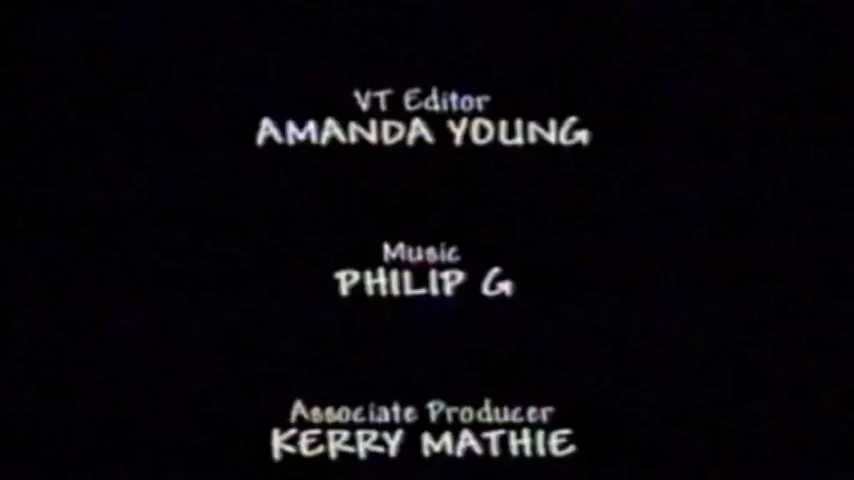 VT Editor
AMANDA YOUNG
Music
PHILIP G
Associate Producer
KERRY MATHIE